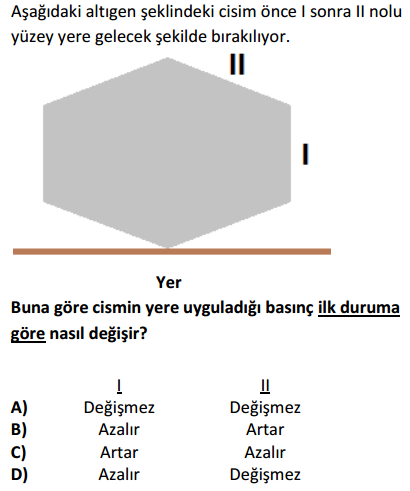 Aşağıdaki altıgen şeklindeki cisim önce I sonra II nolu
yüzey yere gelecek şekilde bırakılıyor.
II
I
Yer
Buna göre cismin yere uyguladığı basınç ilk duruma
göre nasıl değişir?
I II
A) Değişmez Değişmez
B) Azalır Artar
C) Artar Azalır
D) Azalır Değişmez